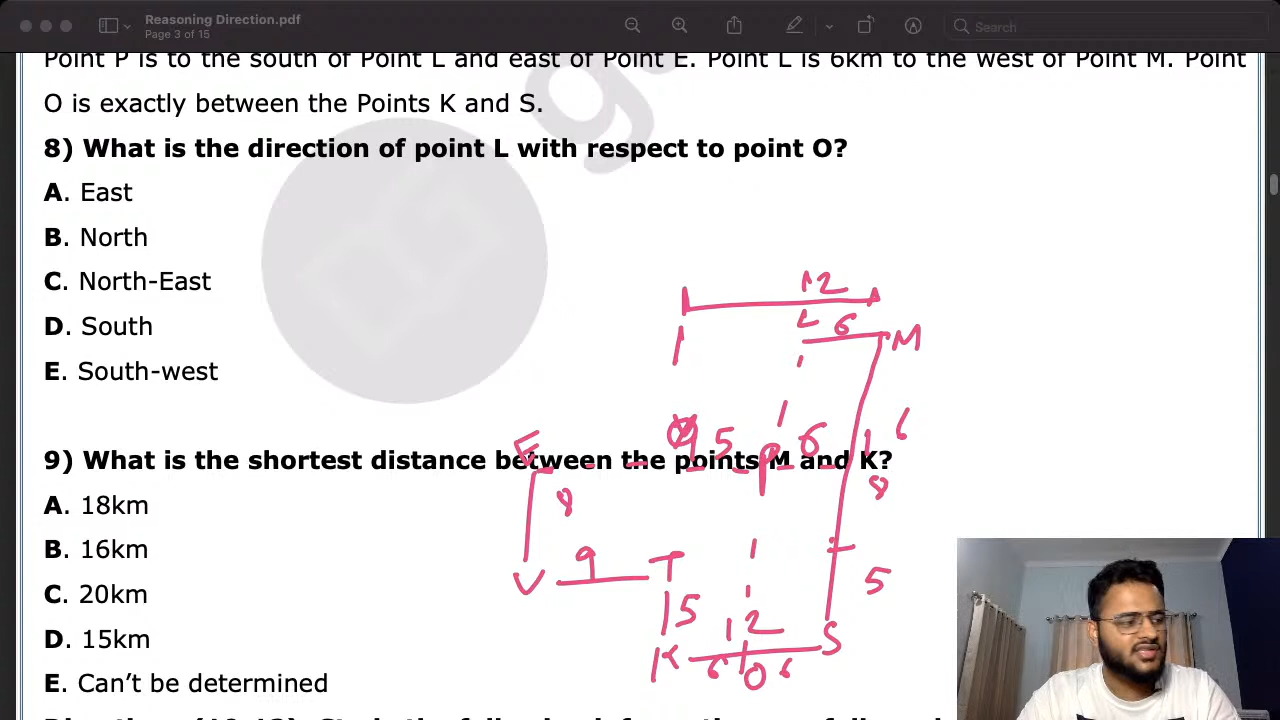 Reasoning Direction.pdf
Page 3 of 15
Search
Point P is to the south of Point L and east of Point E. Point L is 6km to the west of Point M. Point
O is exactly between the Points K and S.
8) What is the direction of point L with respect to point O?
A. East
B. North
C. North-East
D. South
E. South-west
12
L 6 M
E 9 5 P 6 16
8 8
9
V T
15 5
12
K S
6 O 6
9) What is the shortest distance between the points M and K?
A. 18km
B. 16km
C. 20km
D. 15km
E. Can't be determined